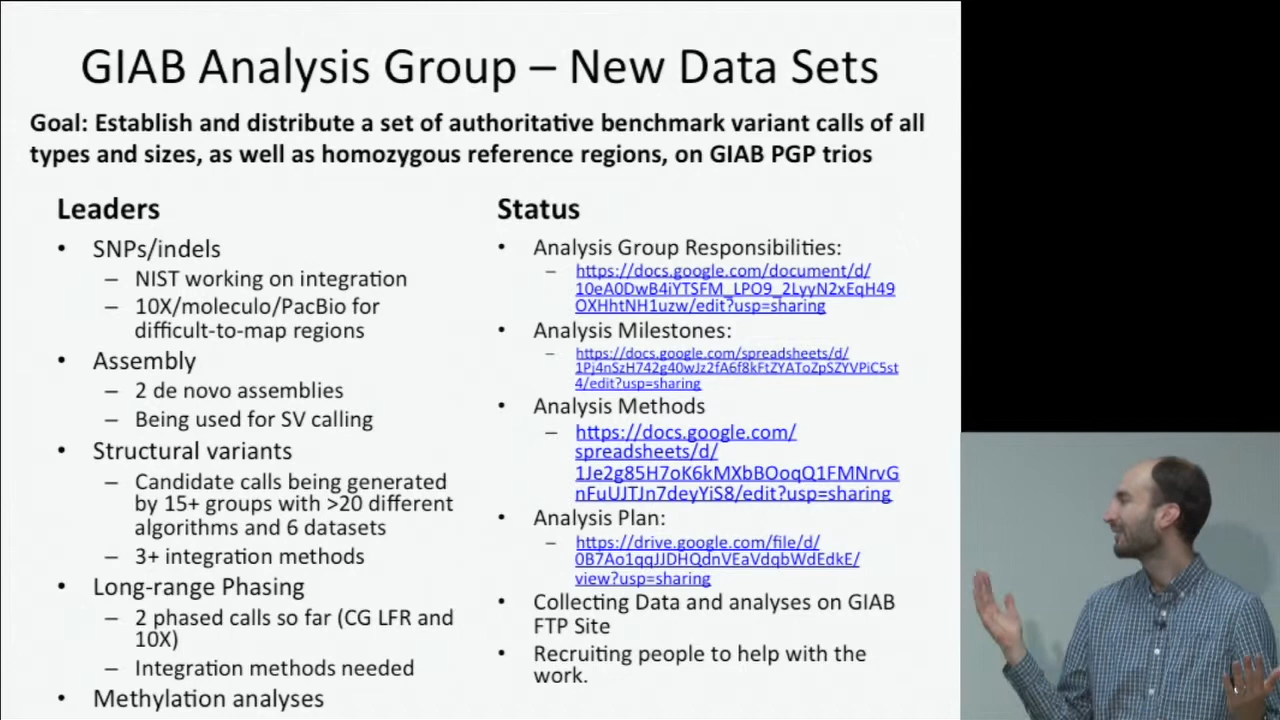 GIAB Analysis Group – New Data Sets
Goal: Establish and distribute a set of authoritative benchmark variant calls of all
types and sizes, as well as homozygous reference regions, on GIAB PGP trios
Leaders
• SNPs/indels
– NIST working on integration
– 10X/moleculo/PacBio for
difficult-to-map regions
• Assembly
– 2 de novo assemblies
– Being used for SV calling
• Structural variants
– Candidate calls being generated
by 15+ groups with >20 different
algorithms and 6 datasets
– 3+ integration methods
• Long-range Phasing
– 2 phased calls so far (CG LFR and
10X)
– Integration methods needed
• Methylation analyses
Status
• Analysis Group Responsibilities:
– https://docs.google.com/document/d/
10eA0DwB4iYTSFM_LPO9_2LyyN2xEqH49
OXHhtNH1uzw/edit?usp=sharing
• Analysis Milestones:
– https://docs.google.com/spreadsheets/d/
1Pj4nSzH742g40wJz2fA6f8kFtZYAToZpSZYVPiC5st
4/edit?usp=sharing
• Analysis Methods
– https://docs.google.com/
spreadsheets/d/
1Je2g85H7oK6kMXbBOoqQ1FMNrvG
nFuUJTJn7deyYiS8/edit?usp=sharing
• Analysis Plan:
– https://drive.google.com/file/d/
0B7Ao1qqJJDHQdnVEaVdqbWdEdkE/
view?usp=sharing
• Collecting Data and analyses on GIAB
FTP Site
• Recruiting people to help with the
work.